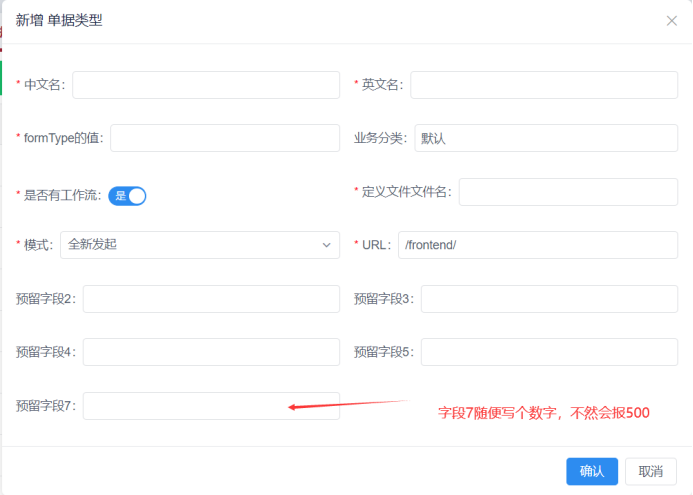 新增 单据类型
* 中文名：
* 英文名：
* formType的值：
业务分类： 默认
* 是否有工作流： 是
* 定义文件文件名：
* 模式： 全新发起
* URL： /frontend/
预留字段2：
预留字段3：
预留字段4：
预留字段5：
预留字段7：
字段7随便写个数字，不然会报500
确认
取消